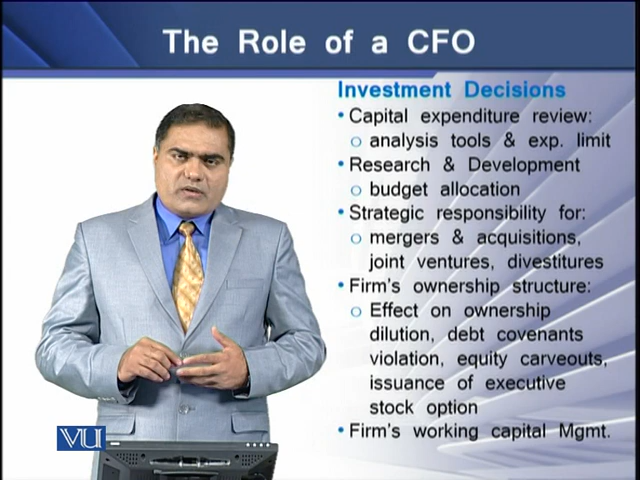 The Role of a CFO
Investment Decisions
• Capital expenditure review:
o analysis tools & exp. limit
• Research & Development
o budget allocation
• Strategic responsibility for:
o mergers & acquisitions,
joint ventures, divestitures
• Firm's ownership structure:
o Effect on ownership
dilution, debt covenants
violation, equity carveouts,
issuance of executive
stock option
• Firm's working capital Mgmt.
VU